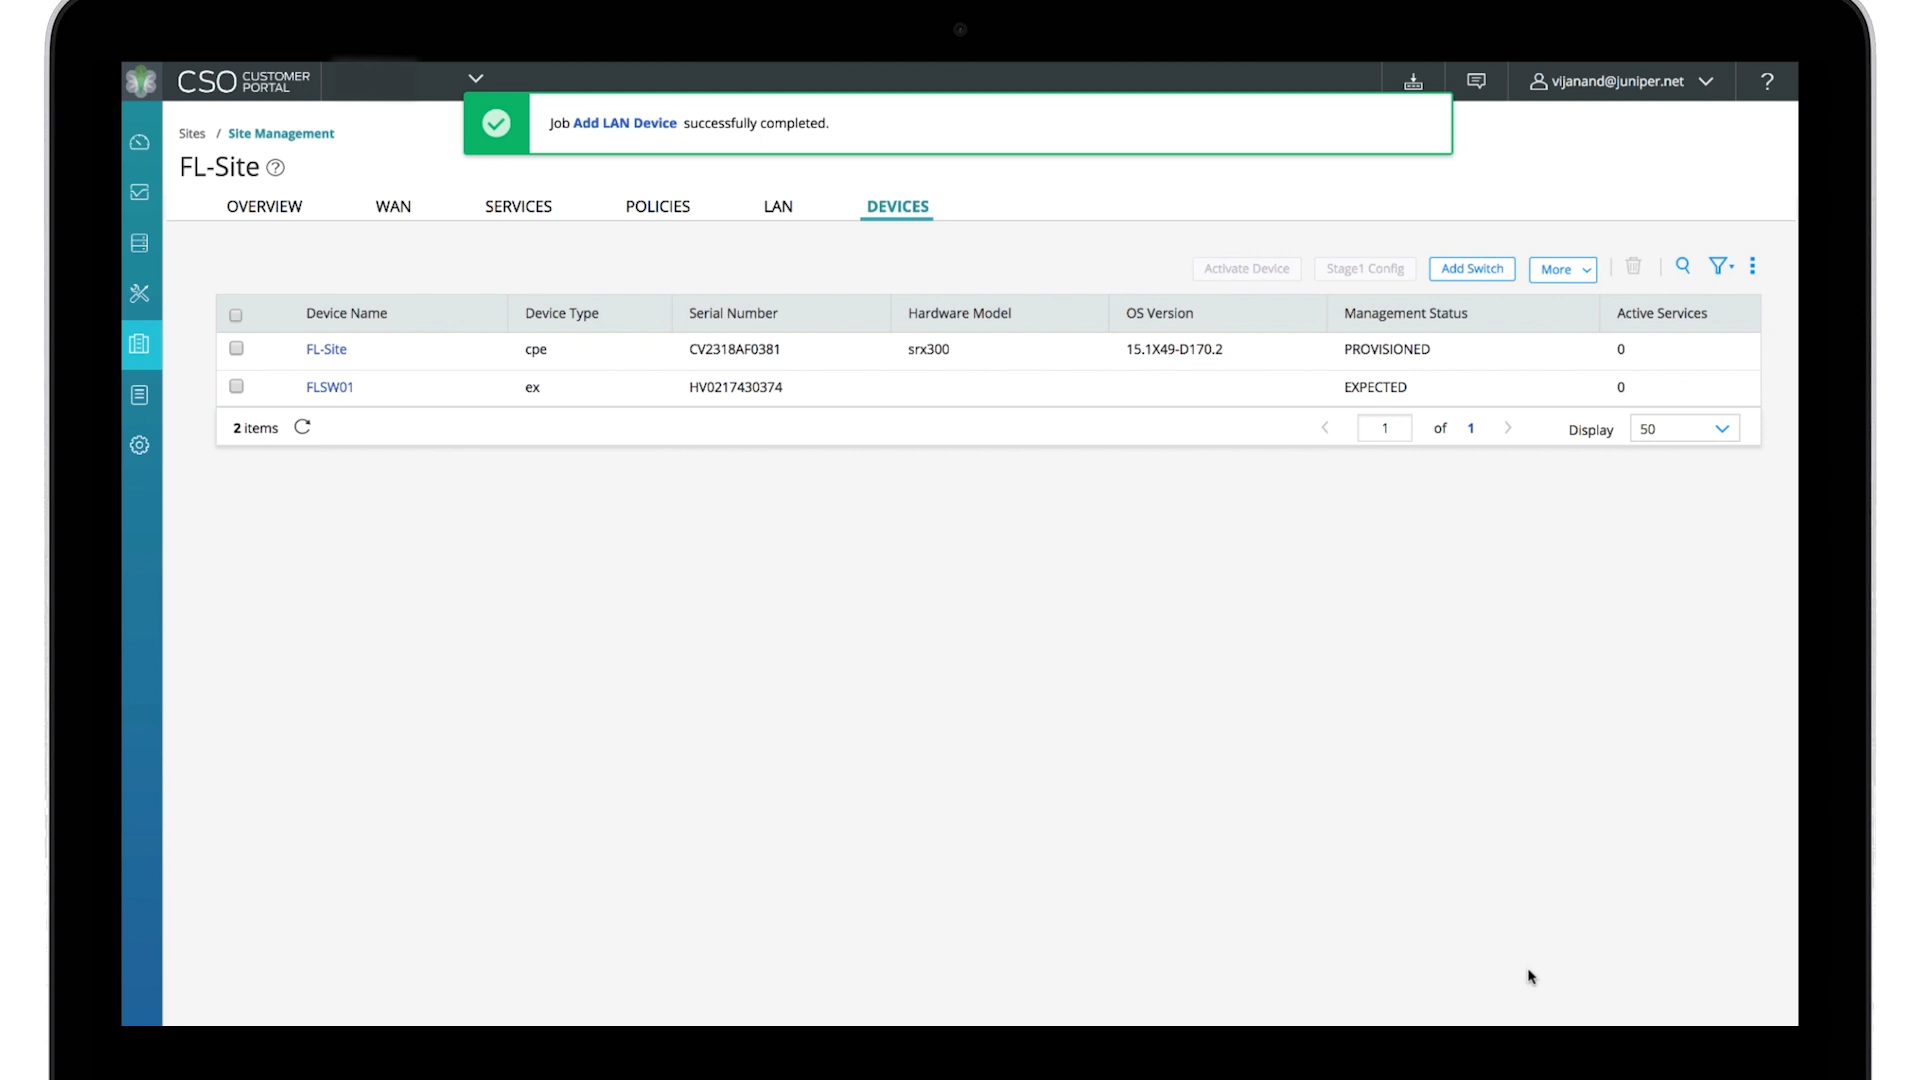 CSO CUSTOMER PORTAL
vijanand@juniper.net
?
Job Add LAN Device successfully completed.
Sites / Site Management
FL-Site ?
OVERVIEW WAN SERVICES POLICIES LAN DEVICES
Activate Device Stage1 Config Add Switch More
Device Name Device Type Serial Number Hardware Model OS Version Management Status Active Services
FL-Site cpe CV2318AF0381 srx300 15.1X49-D170.2 PROVISIONED 0
FLSW01 ex HV0217430374 EXPECTED 0
2 items 1 of 1 Display 50